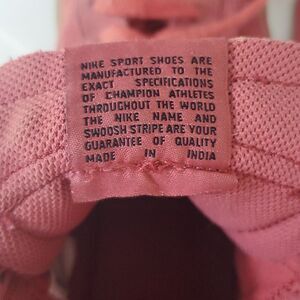 NIKE SPORT SHOES ARE
MANUFACTURED TO THE
EXACT SPECIFICATIONS
OF CHAMPION ATHLETES
THROUGHOUT THE WORLD
THE NIKE NAME AND
SWOOSH STRIPE ARE YOUR
GUARANTEE OF QUALITY
MADE IN INDIA